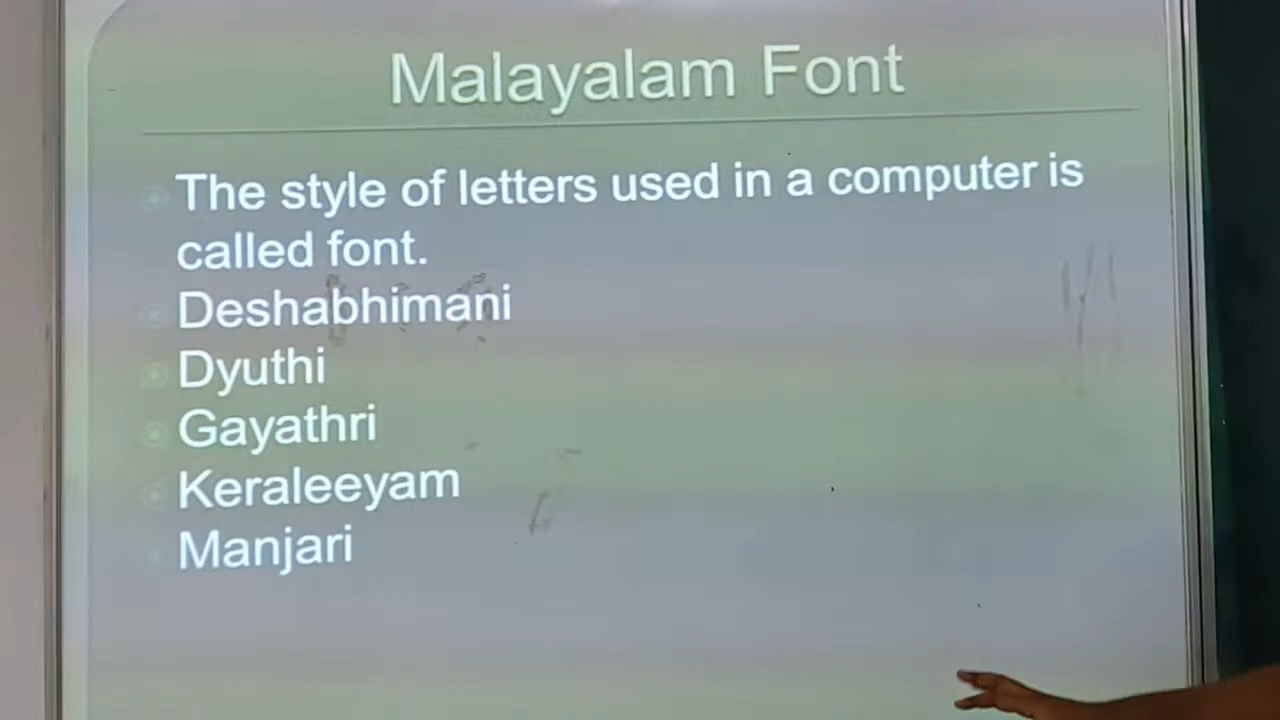 Malayalam Font
The style of letters used in a computer is
called font.
Deshabhimani
Dyuthi
Gayathri
Keraleeyam
Manjari